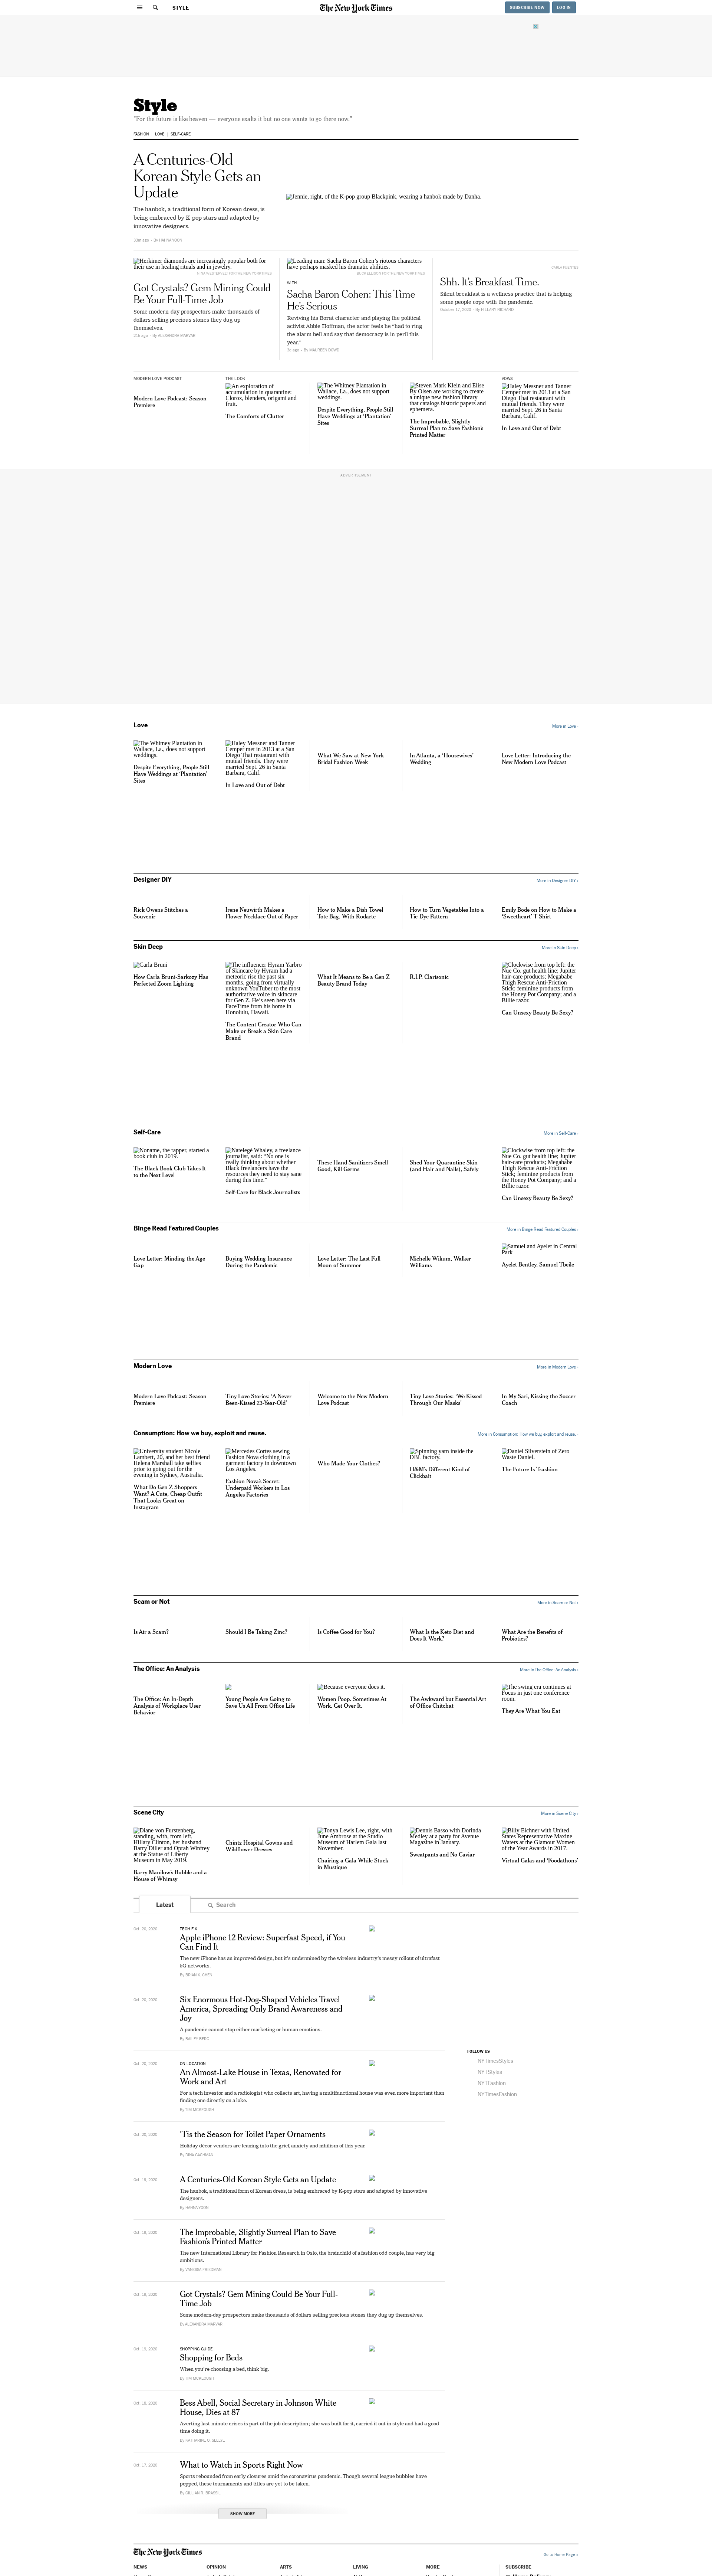 STYLE
The New York Times
SUBSCRIBE NOW
LOG IN
Style
“For the future is like heaven — everyone exalts it but no one wants to go there now.”
FASHION
LOVE
SELF-CARE
A Centuries-Old
Korean Style Gets an
Update
The hanbok, a traditional form of Korean dress, is
being embraced by K-pop stars and adapted by
innovative designers.
Jennie, right, of the K-pop group Blackpink, wearing a hanbok made by Danha.
Herkimer diamonds are increasingly popular both for
their use in healing rituals and in jewelry.
Got Crystals? Gem Mining Could
Be Your Full-Time Job
Some modern-day prospectors make thousands of
dollars selling precious stones they dug up
themselves.
21h ago · By ALEXANDRA MARVAR
Leading man: Sacha Baron Cohen’s riotous characters
have perhaps masked his dramatic abilities.
WITH …
Sacha Baron Cohen: This Time
He’s Serious
Reviving his Borat character and playing the political
activist Abbie Hoffman, the actor feels he “had to ring
the alarm bell and say that democracy is in peril this
year.”
3d ago · By MAUREEN DOWD
Shh. It’s Breakfast Time.
Silent breakfast is a wellness practice that is helping
some people cope with the pandemic.
October 17, 2020 · By HILLARY RICHARD
MODERN LOVE PODCAST
Modern Love Podcast: Season
Premiere
THE LOOK
An exploration of
accumulation in quarantine:
Clorox, blenders, origami and
fruit.
The Comforts of Clutter
The Whitney Plantation in
Wallace, La., does not support
weddings.
Despite Everything, People Still
Have Weddings at ‘Plantation’
Sites
Steven Mark Klein and Elise
By Olsen are working to create
a unique new fashion library
that catalogs historic papers and
ephemera.
The Improbable, Slightly
Surreal Plan to Save Fashion’s
Printed Matter
VOWS
Haley Messner and Tanner
Cemper met in 2013 at a San
Diego Thai restaurant with
mutual friends. They were
married Sept. 26 in Santa
Barbara, Calif.
In Love and Out of Debt
ADVERTISEMENT
Love
More in Love ›
The Whitney Plantation in
Wallace, La., does not support
weddings.
Despite Everything, People Still
Have Weddings at ‘Plantation’
Sites
Haley Messner and Tanner
Cemper met in 2013 at a San
Diego Thai restaurant with
mutual friends. They were
married Sept. 26 in Santa
Barbara, Calif.
In Love and Out of Debt
What We Saw at New York
Bridal Fashion Week
In Atlanta, a ‘Housewives’
Wedding
Love Letter: Introducing the
New Modern Love Podcast
Designer DIY
More in Designer DIY ›
Rick Owens Stitches a
Souvenir
Irene Neuwirth Makes a
Flower Necklace Out of Paper
How to Make a Dish Towel
Tote Bag, With Rodarte
How to Turn Vegetables Into a
Tie-Dye Pattern
Emily Bode on How to Make a
‘Sweetheart’ T-Shirt
Skin Deep
More in Skin Deep ›
Carla Bruni
How Carla Bruni-Sarkozy Has
Perfected Zoom Lighting
The influencer Hyram Yarbro
of Skincare by Hyram had a
meteoric rise the past six
months, going from virtually
unknown YouTuber to the most
authoritative voice in skincare
for Gen Z. He’s seen here via
FaceTime from his home in
Honolulu, Hawaii.
The Content Creator Who Can
Make or Break a Skin Care
Brand
What It Means to Be a Gen Z
Beauty Brand Today
R.I.P. Clarisonic
Clockwise from top left: the
Nue Co. gut health line; Jupiter
hair-care products; Megababe
Thigh Rescue Anti-Friction
Stick; feminine products from
the Honey Pot Company; and a
Billie razor.
Can Unsexy Beauty Be Sexy?
Self-Care
More in Self-Care ›
Noname, the rapper, started a
book club in 2019.
The Black Book Club Takes It
to the Next Level
Natelegé Whaley, a freelance
journalist, said: “No one is
really thinking about whether
Black freelancers have the
resources they need to stay sane
during this time.”
Self-Care for Black Journalists
These Hand Sanitizers Smell
Good, Kill Germs
Shed Your Quarantine Skin
(and Hair and Nails), Safely
Clockwise from top left: the
Nue Co. gut health line; Jupiter
hair-care products; Megababe
Thigh Rescue Anti-Friction
Stick; feminine products from
the Honey Pot Company; and a
Billie razor.
Can Unsexy Beauty Be Sexy?
Binge Read Featured Couples
More in Binge Read Featured Couples ›
Love Letter: Minding the Age
Gap
Buying Wedding Insurance
During the Pandemic
Love Letter: The Last Full
Moon of Summer
Michelle Wikum, Walker
Williams
Samuel and Ayelet in Central
Park
Ayelet Bentley, Samuel Tbeile
Modern Love
More in Modern Love ›
Modern Love Podcast: Season
Premiere
Tiny Love Stories: ‘A Never-
Been-Kissed 23-Year-Old’
Welcome to the New Modern
Love Podcast
Tiny Love Stories: ‘We Kissed
Through Our Masks’
In My Sari, Kissing the Soccer
Coach
Consumption: How we buy, exploit and reuse.
More in Consumption: How we buy, exploit and reuse. ›
University student Nicole
Lambert, 20, and her best friend
Helena Marshall take selfies
prior to going out for the
evening in Sydney, Australia.
What Do Gen Z Shoppers
Want? A Cute, Cheap Outfit
That Looks Great on
Instagram
Mercedes Cortes sewing
Fashion Nova clothing in a
garment factory in downtown
Los Angeles.
Fashion Nova’s Secret:
Underpaid Workers in Los
Angeles Factories
Who Made Your Clothes?
Spinning yarn inside the
DBL factory.
H&M’s Different Kind of
Clickbait
Daniel Silverstein of Zero
Waste Daniel.
The Future Is Trashion
Scam or Not
More in Scam or Not ›
Is Air a Scam?
Should I Be Taking Zinc?
Is Coffee Good for You?
What Is the Keto Diet and
Does It Work?
What Are the Benefits of
Probiotics?
The Office: An Analysis
More in The Office: An Analysis ›
The Office: An In-Depth
Analysis of Workplace User
Behavior
Young People Are Going to
Save Us All From Office Life
Because everyone does it.
Women Poop. Sometimes At
Work. Get Over It.
The Awkward but Essential Art
of Office Chitchat
The swing era continues at
Focus in just one conference
room.
They Are What You Eat
Scene City
More in Scene City ›
Diane von Furstenberg,
standing, with, from left,
Hillary Clinton, her husband
Barry Diller and Oprah Winfrey
at the Statue of Liberty
Museum in May 2019.
Barry Manilow’s Bubble and a
House of Whimsy
Chintz Hospital Gowns and
Wildflower Dresses
Tonya Lewis Lee, right, with
June Ambrose at the Studio
Museum of Harlem Gala last
November.
Chairing a Gala While Stuck
in Mustique
Dennis Basso with Dorinda
Medley at a party for Avenue
Magazine in January.
Sweatpants and No Caviar
Billy Eichner with United
States Representative Maxine
Waters at the Glamour Women
of the Year Awards in 2017.
Virtual Galas and ‘Foodathons’
Latest
Search
Oct. 20, 2020
TECH FIX
Apple iPhone 12 Review: Superfast Speed, if You
Can Find It
The new iPhone has an improved design, but it’s undermined by the wireless industry’s messy rollout of ultrafast
5G networks.
By BRIAN X. CHEN
Oct. 20, 2020
Six Enormous Hot-Dog-Shaped Vehicles Travel
America, Spreading Only Brand Awareness and
Joy
A pandemic cannot stop either marketing or human emotions.
Oct. 20, 2020
ON LOCATION
An Almost-Lake House in Texas, Renovated for
Work and Art
For a tech investor and a radiologist who collects art, having a multifunctional house was even more important than
finding one directly on a lake.
By TIM MCKEOUGH
Oct. 20, 2020
’Tis the Season for Toilet Paper Ornaments
Holiday décor vendors are leaning into the grief, anxiety and nihilism of this year.
Oct. 19, 2020
A Centuries-Old Korean Style Gets an Update
The hanbok, a traditional form of Korean dress, is being embraced by K-pop stars and adapted by innovative
designers.
Oct. 19, 2020
The Improbable, Slightly Surreal Plan to Save
Fashion’s Printed Matter
The new International Library for Fashion Research in Oslo, the brainchild of a fashion odd couple, has very big
ambitions.
By VANESSA FRIEDMAN
Oct. 19, 2020
Got Crystals? Gem Mining Could Be Your Full-
Time Job
Some modern-day prospectors make thousands of dollars selling precious stones they dug up themselves.
By ALEXANDRA MARVAR
Oct. 19, 2020
SHOPPING GUIDE
Shopping for Beds
When you’re choosing a bed, think big.
By TIM MCKEOUGH
Oct. 18, 2020
Bess Abell, Social Secretary in Johnson White
House, Dies at 87
Averting last-minute crises is part of the job description; she was built for it, carried it out in style and had a good
time doing it.
By KATHARINE Q. SEELYE
Oct. 17, 2020
What to Watch in Sports Right Now
Sports rebounded from early closures amid the coronavirus pandemic. Though several league bubbles have
popped, these tournaments and titles are yet to be taken.
By GILLIAN R. BRASSIL
SHOW MORE
FOLLOW US
NYTimesStyles
NYTStyles
NYTFashion
NYTimesFashion
The New York Times
Go to Home Page »
NEWS
OPINION
ARTS
LIVING
MORE
SUBSCRIBE